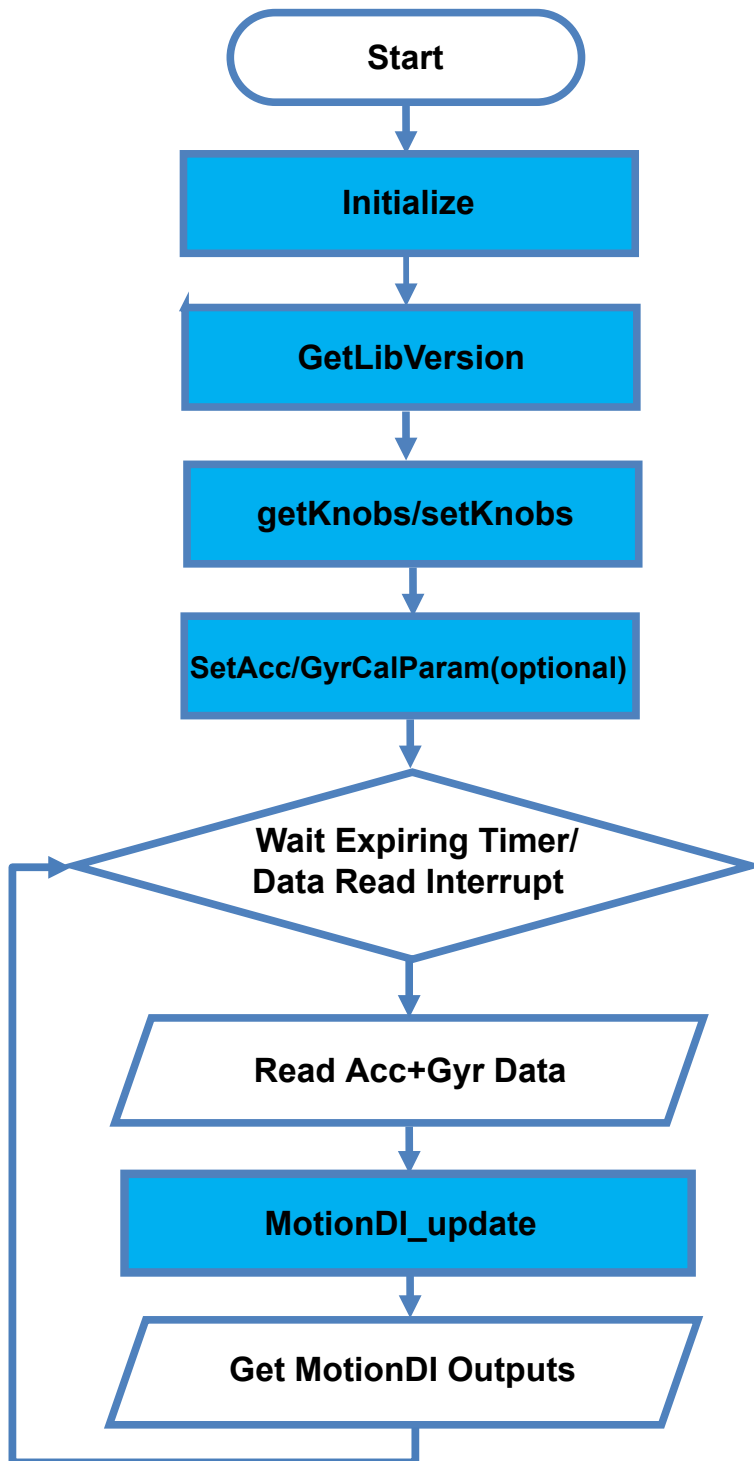 Start
Initialize
GetLibVersion
getKnobs/setKnobs
SetAcc/GyrCalParam(optional)
Wait Expiring Timer/
Data Read Interrupt
Read Acc+Gyr Data
MotionDI_update
Get MotionDI Outputs